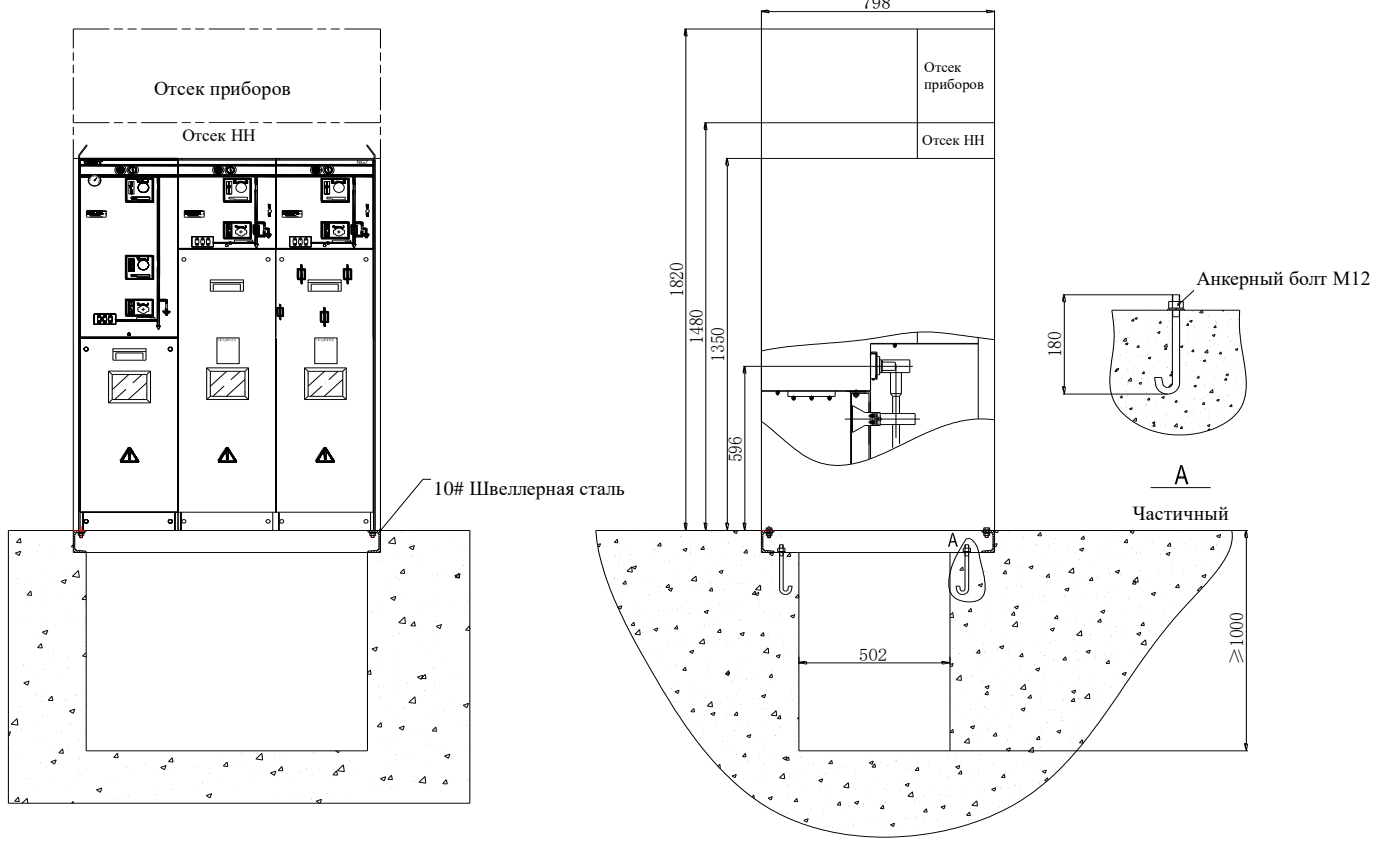 798
Отсек приборов
Отсек НН
Отсек
приборов
Отсек НН
1820
1480
1350
596
Анкерный болт М12
180
10# Швеллерная сталь
A
Частичный
A
502
≥1000